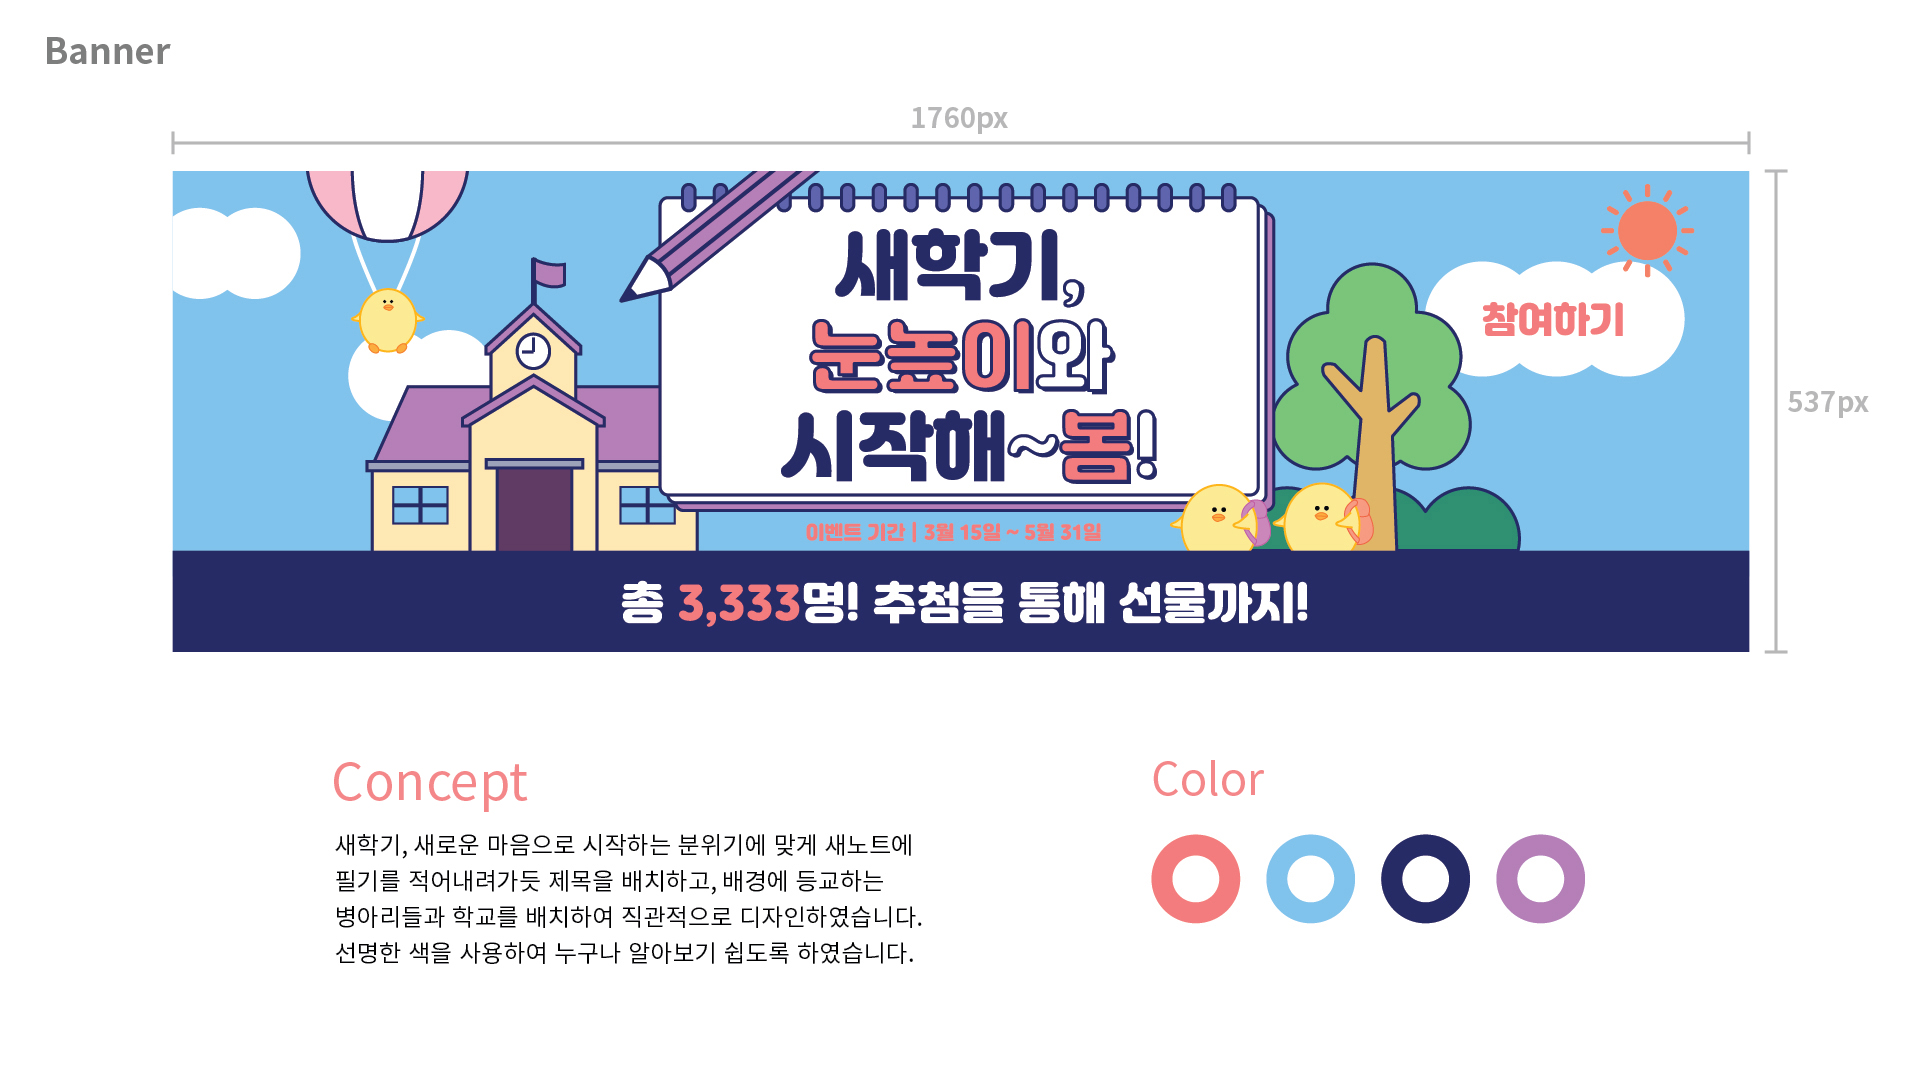 Banner
1760px
새학기,
눈높이와
시작해~봄!
참여하기
537px
이벤트 기간 | 3월 15일 ~ 5월 31일
총 3,333명! 추첨을 통해 선물까지!
Concept
새학기, 새로운 마음으로 시작하는 분위기에 맞게 새노트에
필기를 적어내려가듯 제목을 배치하고, 배경에 등교하는
병아리들과 학교를 배치하여 직관적으로 디자인하였습니다.
선명한 색을 사용하여 누구나 알아보기 쉽도록 하였습니다.
Color